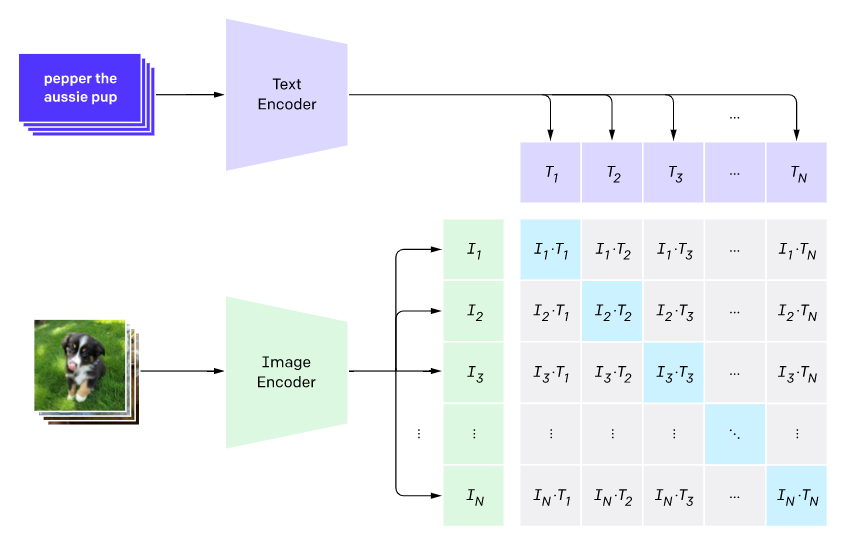 pepper the
aussie pup
Text
Encoder
...
T1 T2 T3 ... TN
I1 I1·T1 I1·T2 I1·T3 ... I1·TN
I2 I2·T1 I2·T2 I2·T3 ... I2·TN
Image
Encoder
I3 I3·T1 I3·T2 I3·T3 ... I3·TN
⋮ ⋮ ⋮ ⋮ ⋮ ⋱ ⋮
IN IN·T1 IN·T2 IN·T3 ... IN·TN